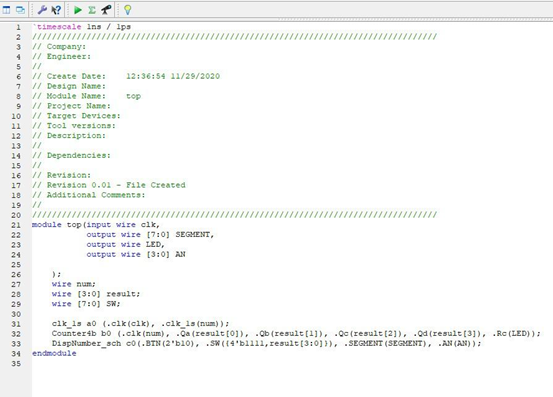 1 `timescale 1ns / 1ps
2 //////////////////////////////////////////////////////////////////////////////////
3 // Company:
4 // Engineer:
5 //
6 // Create Date:    12:36:54 11/29/2020
7 // Design Name:
8 // Module Name:    top
9 // Project Name:
10 // Target Devices:
11 // Tool versions:
12 // Description:
13 //
14 // Dependencies:
15 //
16 // Revision:
17 // Revision 0.01 - File Created
18 // Additional Comments:
19 //
20 //////////////////////////////////////////////////////////////////////////////////
21 module top(input wire clk,
22 output wire [7:0] SEGMENT,
23 output wire LED,
24 output wire [3:0] AN
25
26 );
27 wire num;
28 wire [3:0] result;
29 wire [7:0] SW;
30
31 clk_1s a0 (.clk(clk), .clk_1s(num));
32 Counter4b b0 (.clk(num), .Qa(result[0]), .Qb(result[1]), .Qc(result[2]), .Qd(result[3]), .Rc(LED));
33 DispNumber_sch c0(.BTN(2'b10), .SW({4'b1111,result[3:0]}), .SEGMENT(SEGMENT), .AN(AN));
34 endmodule
35